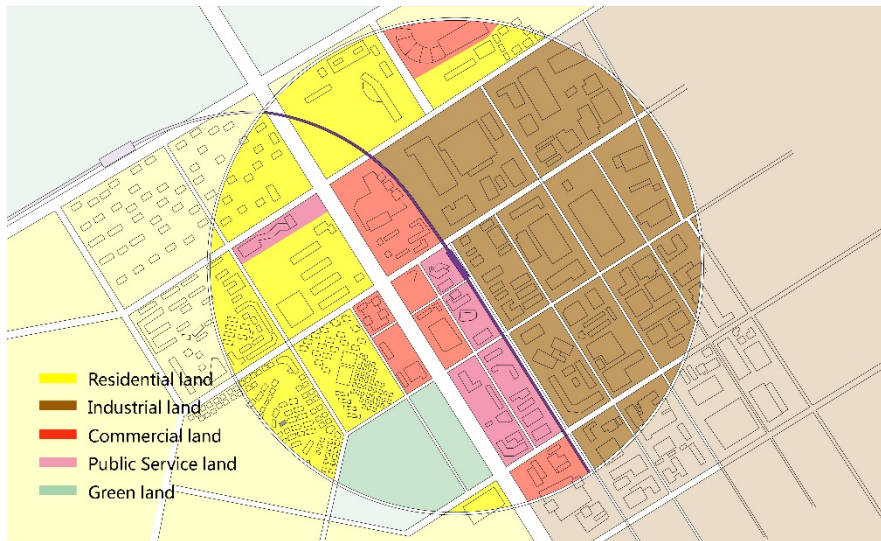 Residential land
Industrial land
Commercial land
Public Service land
Green land